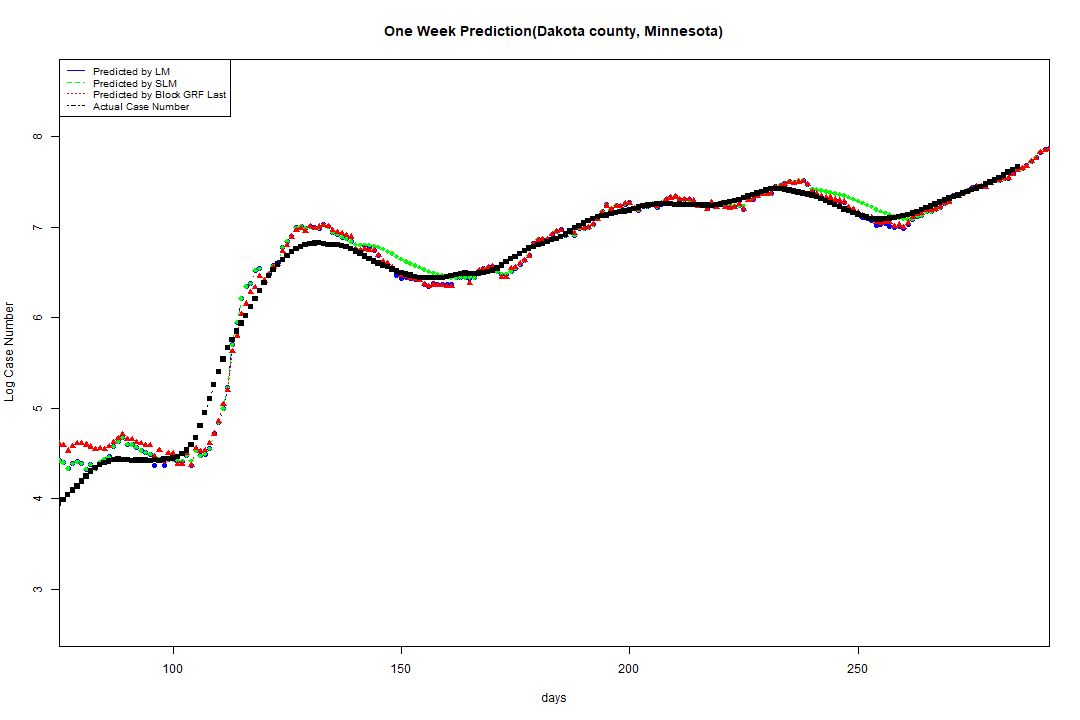 One Week Prediction(Dakota county, Minnesota)
Predicted by LM
Predicted by SLM
Predicted by Block GRF Last
Actual Case Number
8
7
6
5
4
3
Log Case Number
100 150 200 250
days